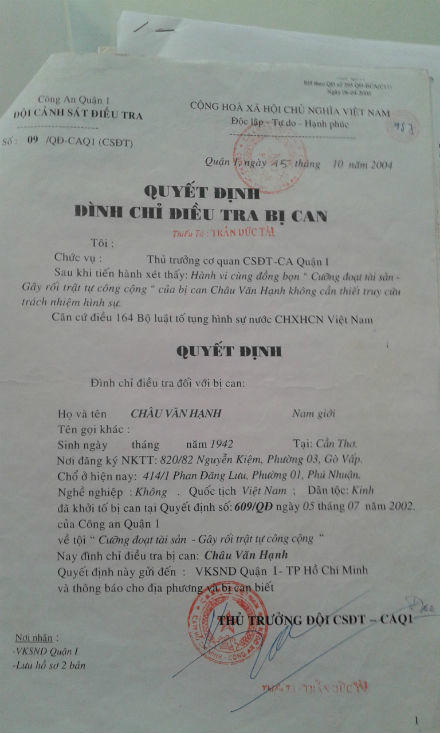 BH theo QĐ số
Ngày
Công An Quận 1
CỘNG HOÀ XÃ HỘI CHỦ NGHĨA VIỆT NAM
ĐỘI CẢNH SÁT ĐIỀU TRA
Độc lập - Tự do - Hạnh phúc
Số : 09 /QĐ-CAQ1 (CSĐT)
Quận 1, ngày 15 tháng 10 năm 2004
QUYẾT ĐỊNH
ĐÌNH CHỈ ĐIỀU TRA BỊ CAN
Thiếu Tá : TRẦN ĐỨC TÀI
Tôi :
Chức vụ : Thủ trưởng cơ quan CSĐT-CA Quận I
Sau khi tiến hành xét thấy: Hành vi cùng đồng bọn " Cưỡng đoạt tài sản -
Gây rối trật tự công cộng " của bị can Châu Văn Hạnh không cần thiết truy cứu
trách nhiệm hình sự.
Căn cứ điều 164 Bộ luật tố tụng hình sự nước CHXHCN Việt Nam
QUYẾT ĐỊNH
Đình chỉ điều tra đối với bị can:
Họ và tên CHÂU VĂN HẠNH Nam giới
Tên gọi khác :
Sinh ngày tháng năm 1942 Tại: Cần Thơ.
Nơi đăng ký NKTT: 820/82 Nguyễn Kiệm, Phường 03, Gò Vấp.
Chổ ở hiện nay: 414/1 Phan Đăng Lưu, Phường 01, Phú Nhuận.
Nghề nghiệp : Không . Quốc tịch Việt Nam ; Dân tộc: Kinh
đã khởi tố bị can tại Quyết định số: 609/QĐ ngày 05 tháng 07 năm 2002.
của Công an Quận 1
về tội " Cưỡng đoạt tài sản - Gây rối trật tự công cộng "
Nay đình chỉ điều tra bị can: Châu Văn Hạnh
Quyết định này gửi đến : VKSND Quận 1- TP Hồ Chí Minh
và thông báo cho địa phương và bị can biết
THỦ TRƯỞNG ĐỘI CSĐT – CAQ1
Nơi nhận :
-VKSND Quận I
-Lưu hồ sơ 2 bản
1